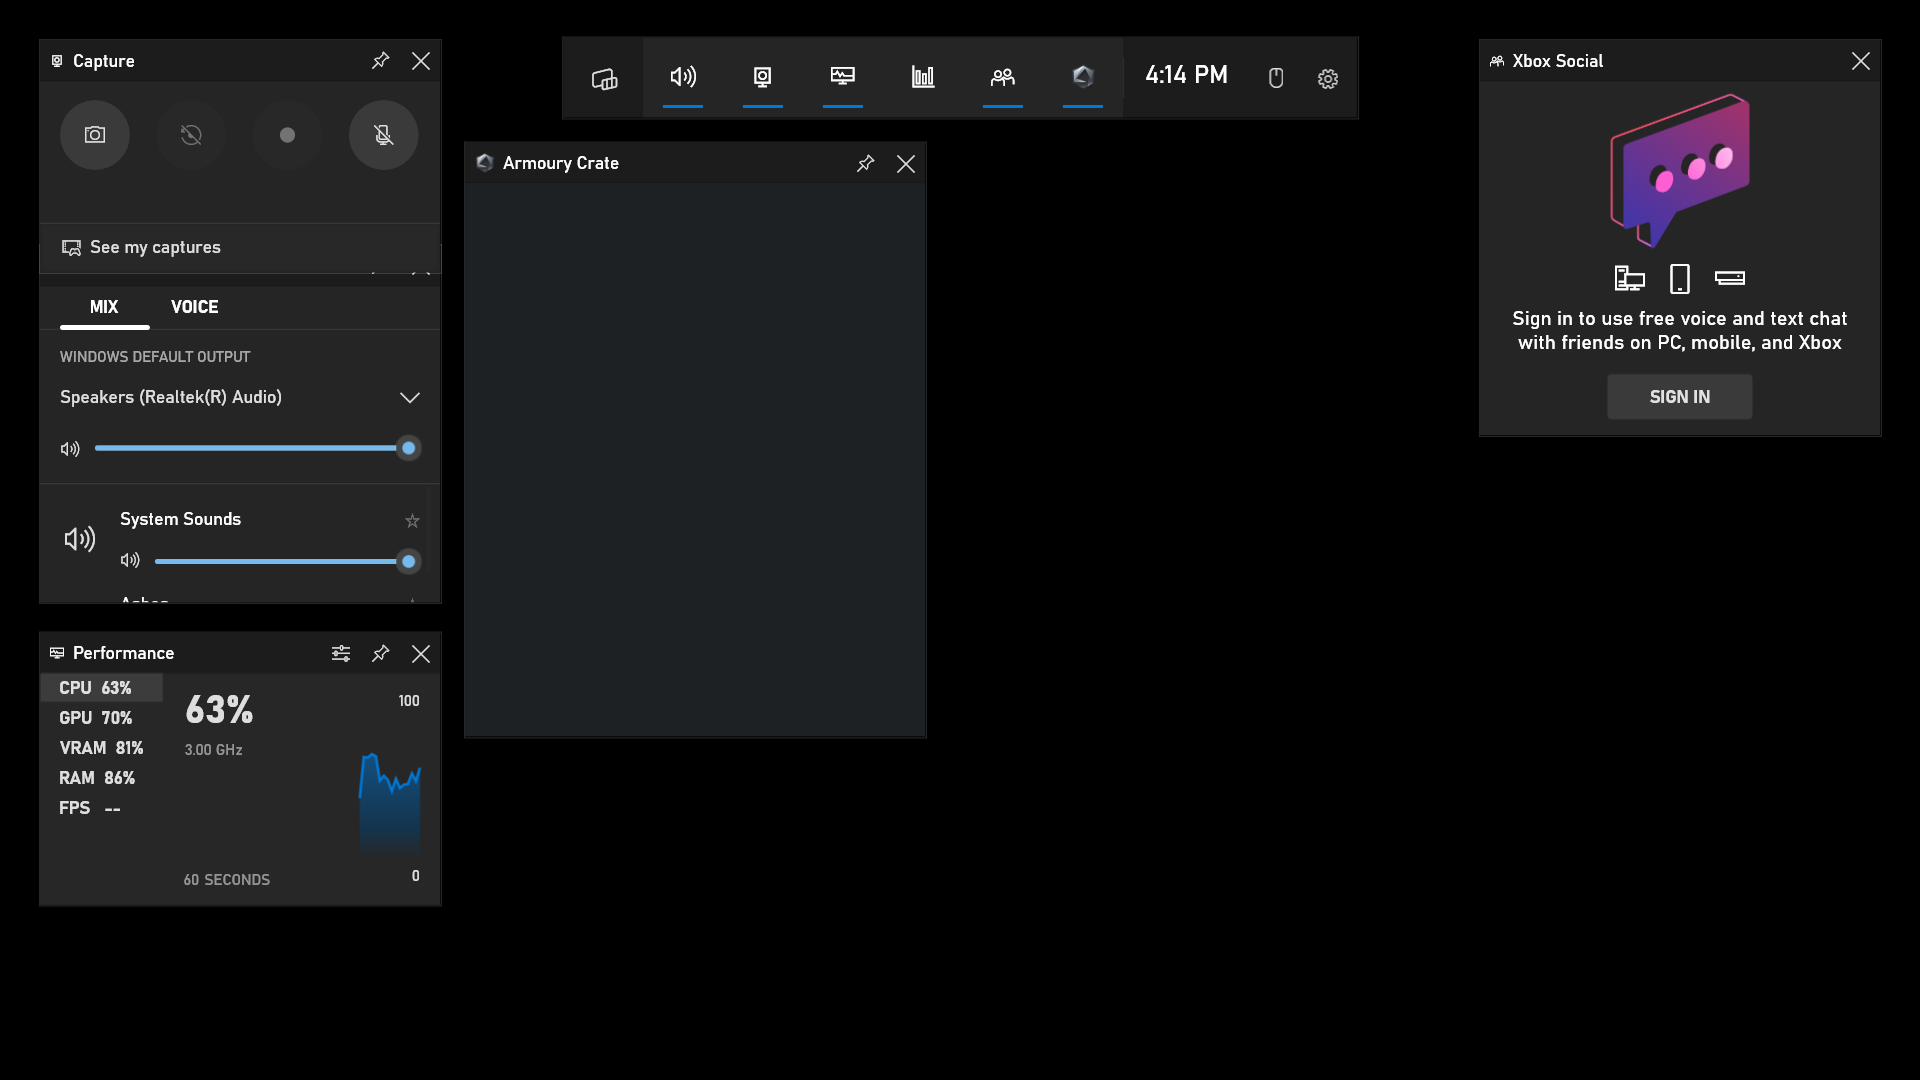 Capture
See my captures
MIX VOICE
WINDOWS DEFAULT OUTPUT
Speakers (Realtek(R) Audio)
System Sounds
Performance
CPU 63%
GPU 70%
VRAM 81%
RAM 86%
FPS --
63%
3.00 GHz
100
60 SECONDS
0
4:14 PM
Armoury Crate
Xbox Social
Sign in to use free voice and text chat
with friends on PC, mobile, and Xbox
SIGN IN